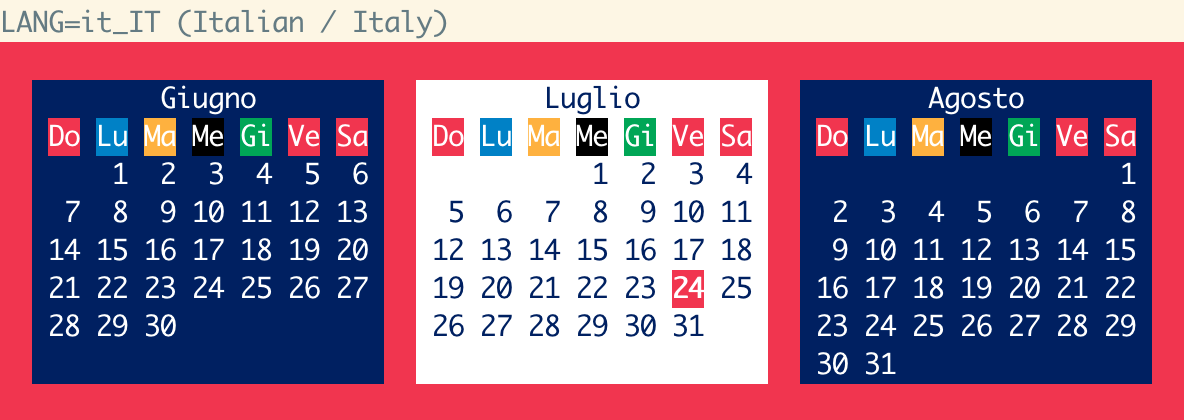 LANG=it_IT (Italian / Italy)
Giugno Luglio Agosto
Do Lu Ma Me Gi Ve Sa Do Lu Ma Me Gi Ve Sa Do Lu Ma Me Gi Ve Sa
1 2 3 4 5 6 1 2 3 4 1
7 8 9 10 11 12 13 5 6 7 8 9 10 11 2 3 4 5 6 7 8
14 15 16 17 18 19 20 12 13 14 15 16 17 18 9 10 11 12 13 14 15
21 22 23 24 25 26 27 19 20 21 22 23 24 25 16 17 18 19 20 21 22
28 29 30 26 27 28 29 30 31 23 24 25 26 27 28 29
30 31